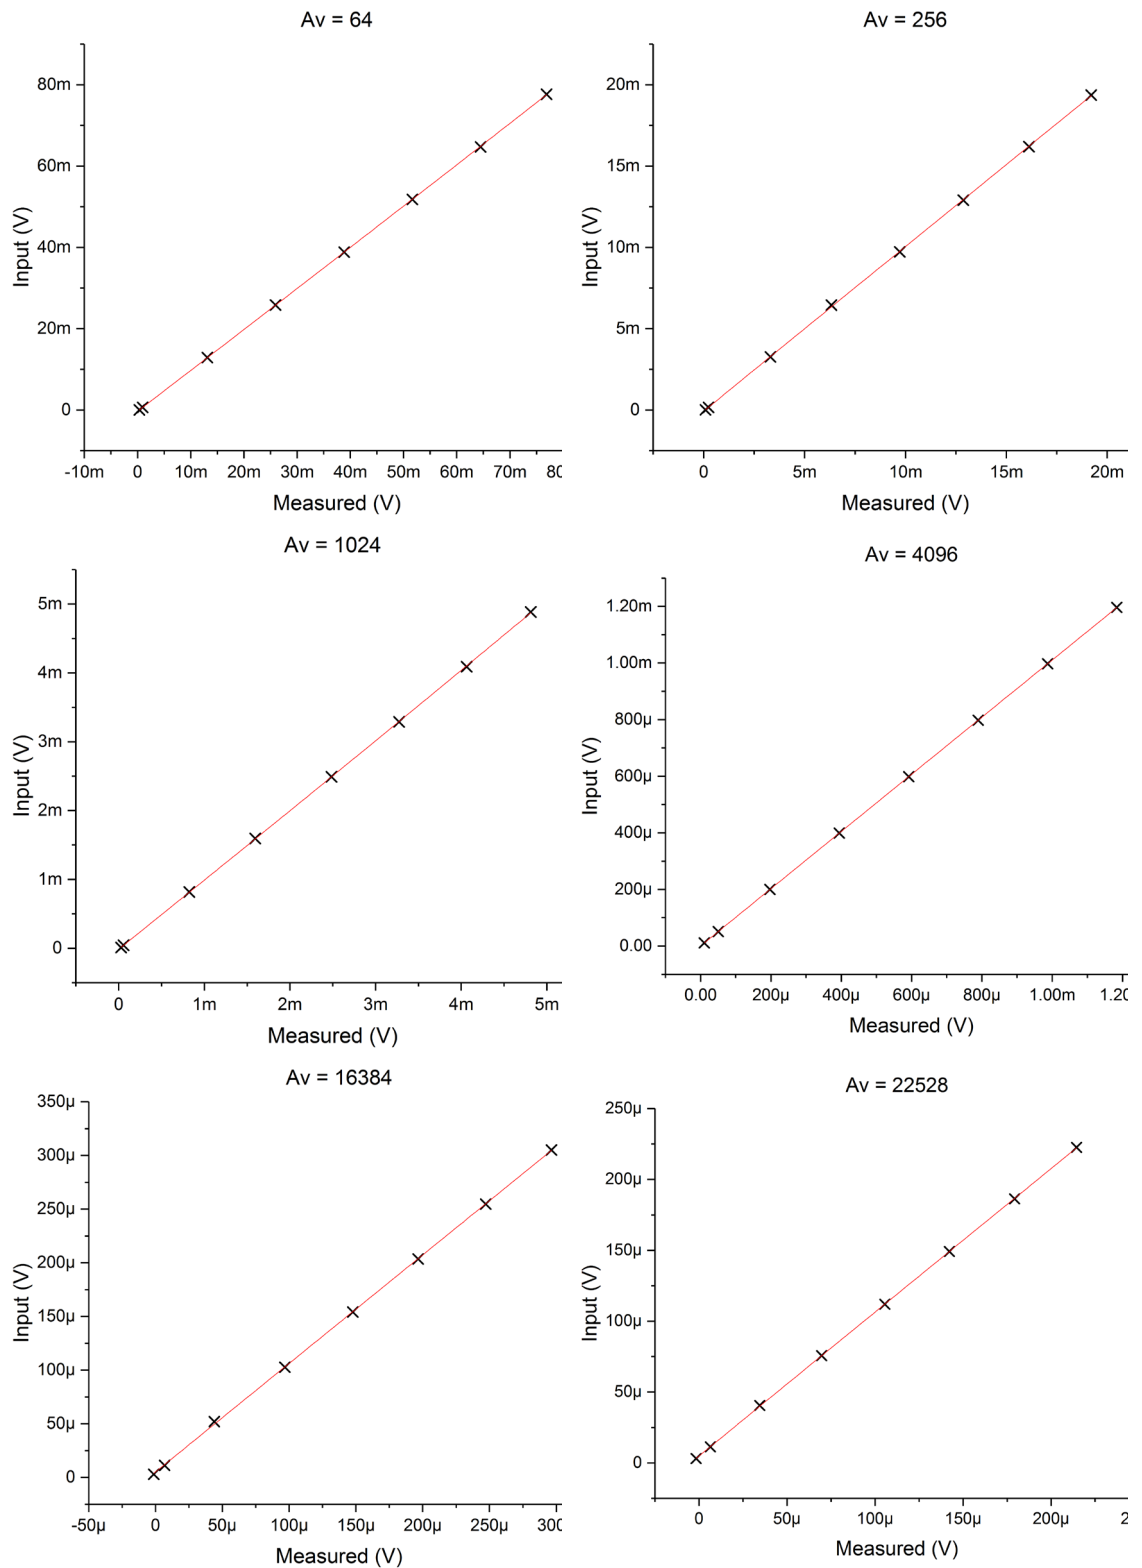 Av = 64
80m
60m
40m
20m
0
-10m 0 10m 20m 30m 40m 50m 60m 70m 80
Input (V)
Measured (V)
Av = 256
20m
15m
10m
5m
0
0 5m 10m 15m 20m
Input (V)
Measured (V)
Av = 1024
5m
4m
3m
2m
1m
0
0 1m 2m 3m 4m 5m
Input (V)
Measured (V)
Av = 4096
1.20m
1.00m
800µ
600µ
400µ
200µ
0.00
0.00 200µ 400µ 600µ 800µ 1.00m 1.20
Input (V)
Measured (V)
Av = 16384
350µ
300µ
250µ
200µ
150µ
100µ
50µ
0
-50µ 0 50µ 100µ 150µ 200µ 250µ 300
Input (V)
Measured (V)
Av = 22528
250µ
200µ
150µ
100µ
50µ
0
0 50µ 100µ 150µ 200µ 2
Input (V)
Measured (V)